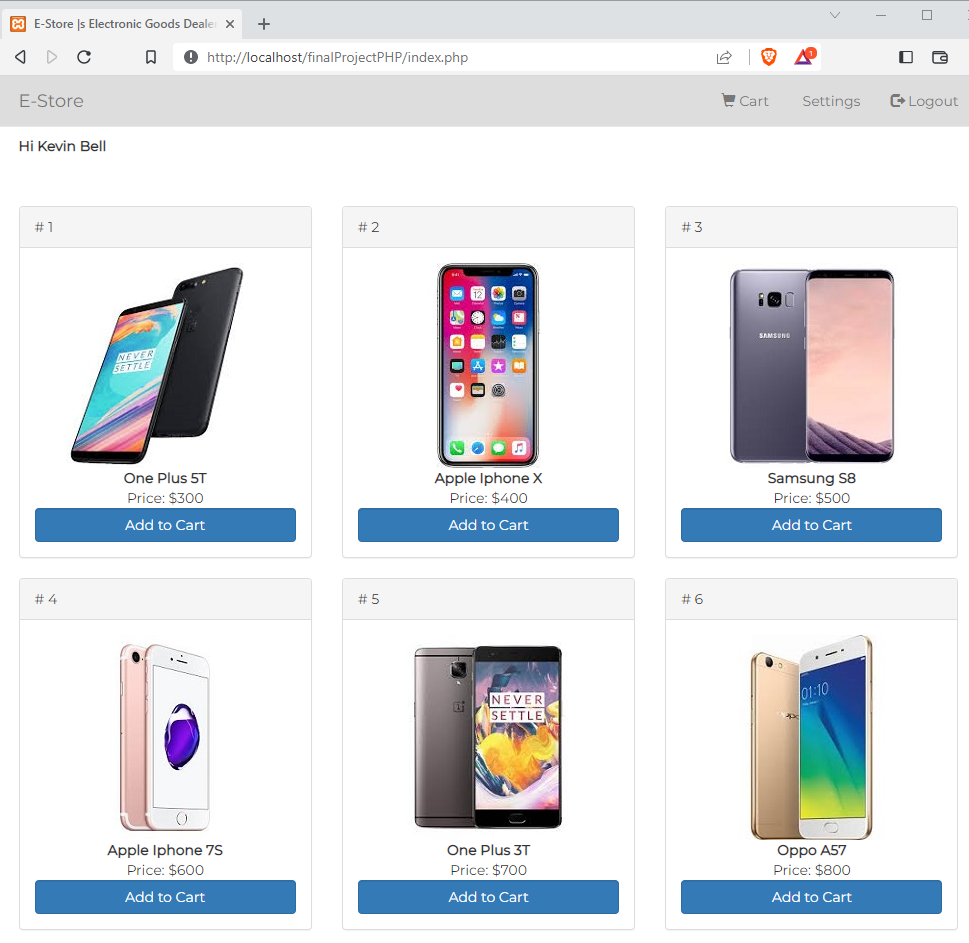 E-Store |s Electronic Goods Deale
http://localhost/finalProjectPHP/index.php
1
E-Store
Cart Settings Logout
Hi Kevin Bell
# 1 # 2 # 3
NEVER
SETTLE
SAMSUNG
One Plus 5T Apple Iphone X Samsung S8
Price: $300 Price: $400 Price: $500
Add to Cart Add to Cart Add to Cart
# 4 # 5 # 6
NEVER
SETTLE
01:10
oppo
Apple Iphone 7S One Plus 3T Oppo A57
Price: $600 Price: $700 Price: $800
Add to Cart Add to Cart Add to Cart